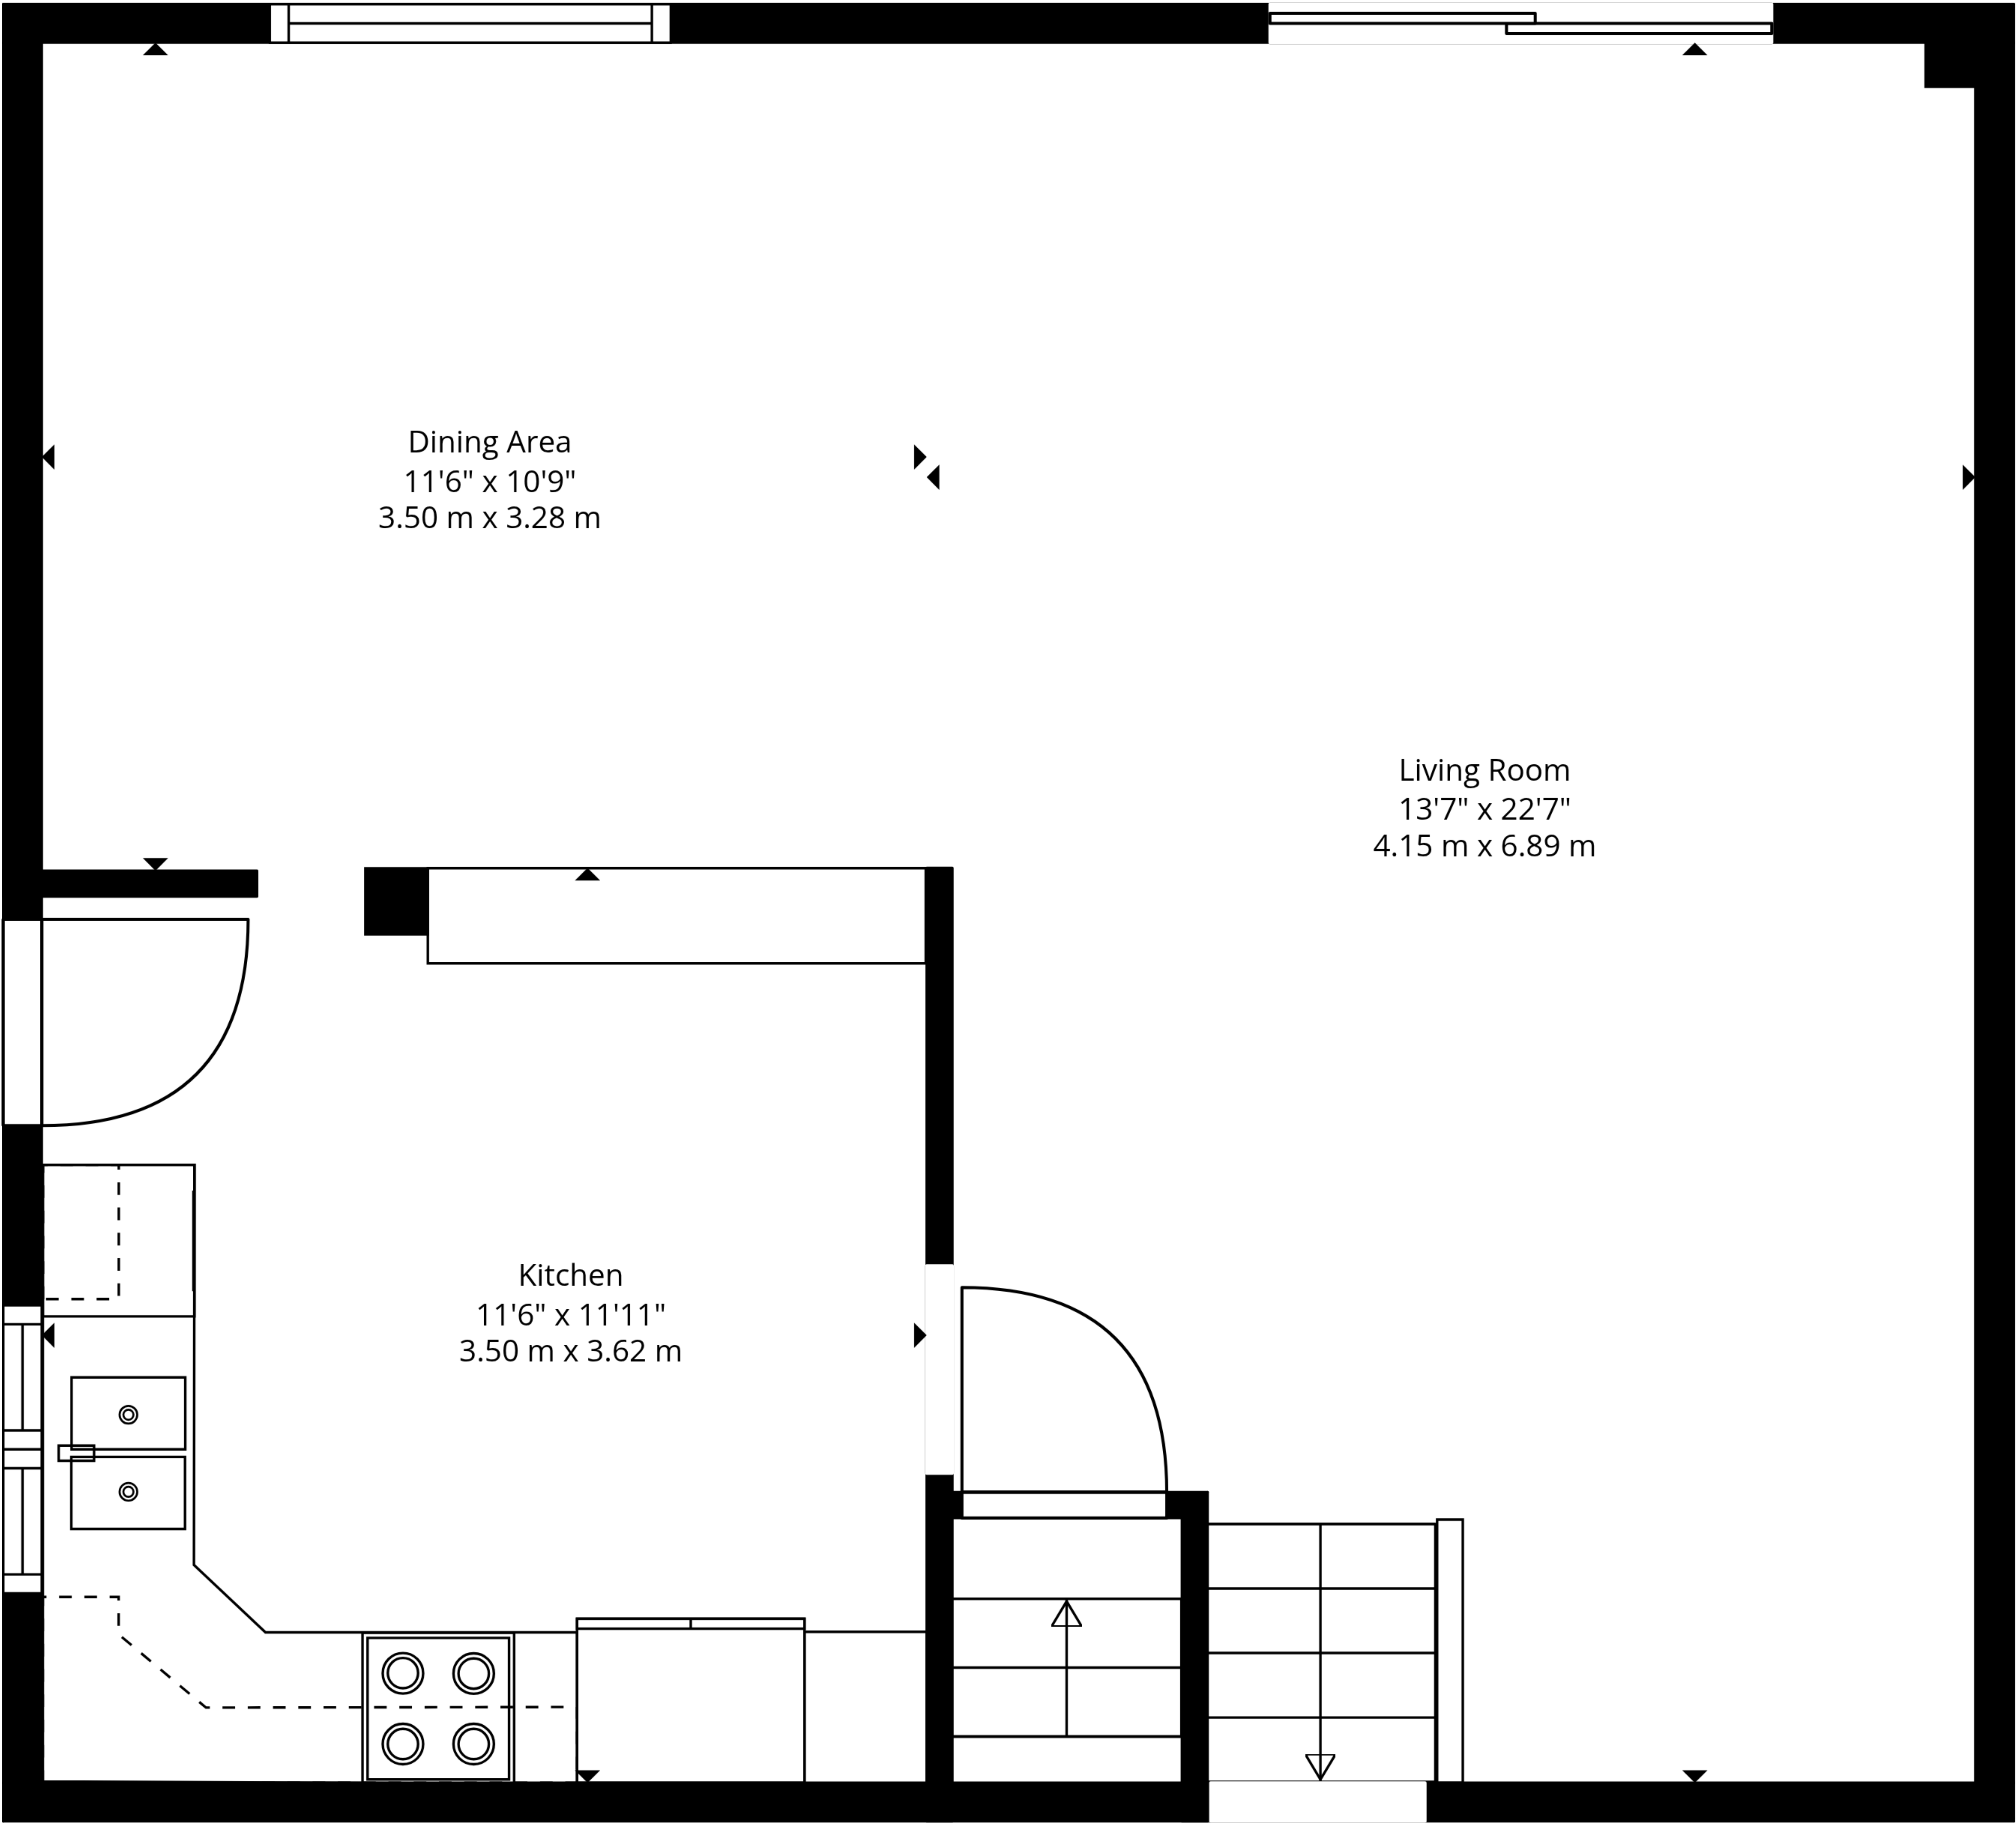 Dining Area
11'6" x 10'9"
3.50 m x 3.28 m
Living Room
13'7" x 22'7"
4.15 m x 6.89 m
Kitchen
11'6" x 11'11"
3.50 m x 3.62 m